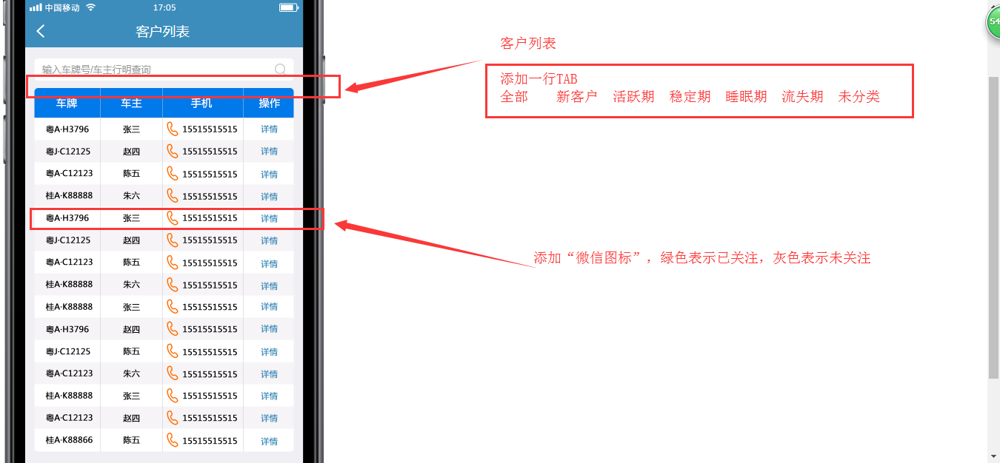 中国移动 17:05
客户列表
输入车牌号/车主行明查询
车牌 车主 手机 操作
粤A·H3796 张三 15515515515 详情
粤J·C12125 赵四 15515515515 详情
粤A·C12123 陈五 15515515515 详情
桂A·K88888 朱六 15515515515 详情
粤A·H3796 张三 15515515515 详情
粤J·C12125 赵四 15515515515 详情
粤A·C12123 陈五 15515515515 详情
桂A·K88888 朱六 15515515515 详情
桂A·K88888 张三 15515515515 详情
粤A·H3796 赵四 15515515515 详情
粤J·C12125 陈五 15515515515 详情
粤A·C12123 朱六 15515515515 详情
桂A·K88888 张三 15515515515 详情
粤A·C12123 赵四 15515515515 详情
桂A·K88866 陈五 15515515515 详情
客户列表
添加一行TAB
全部 新客户 活跃期 稳定期 睡眠期 流失期 未分类
添加“微信图标”，绿色表示已关注，灰色表示未关注
54